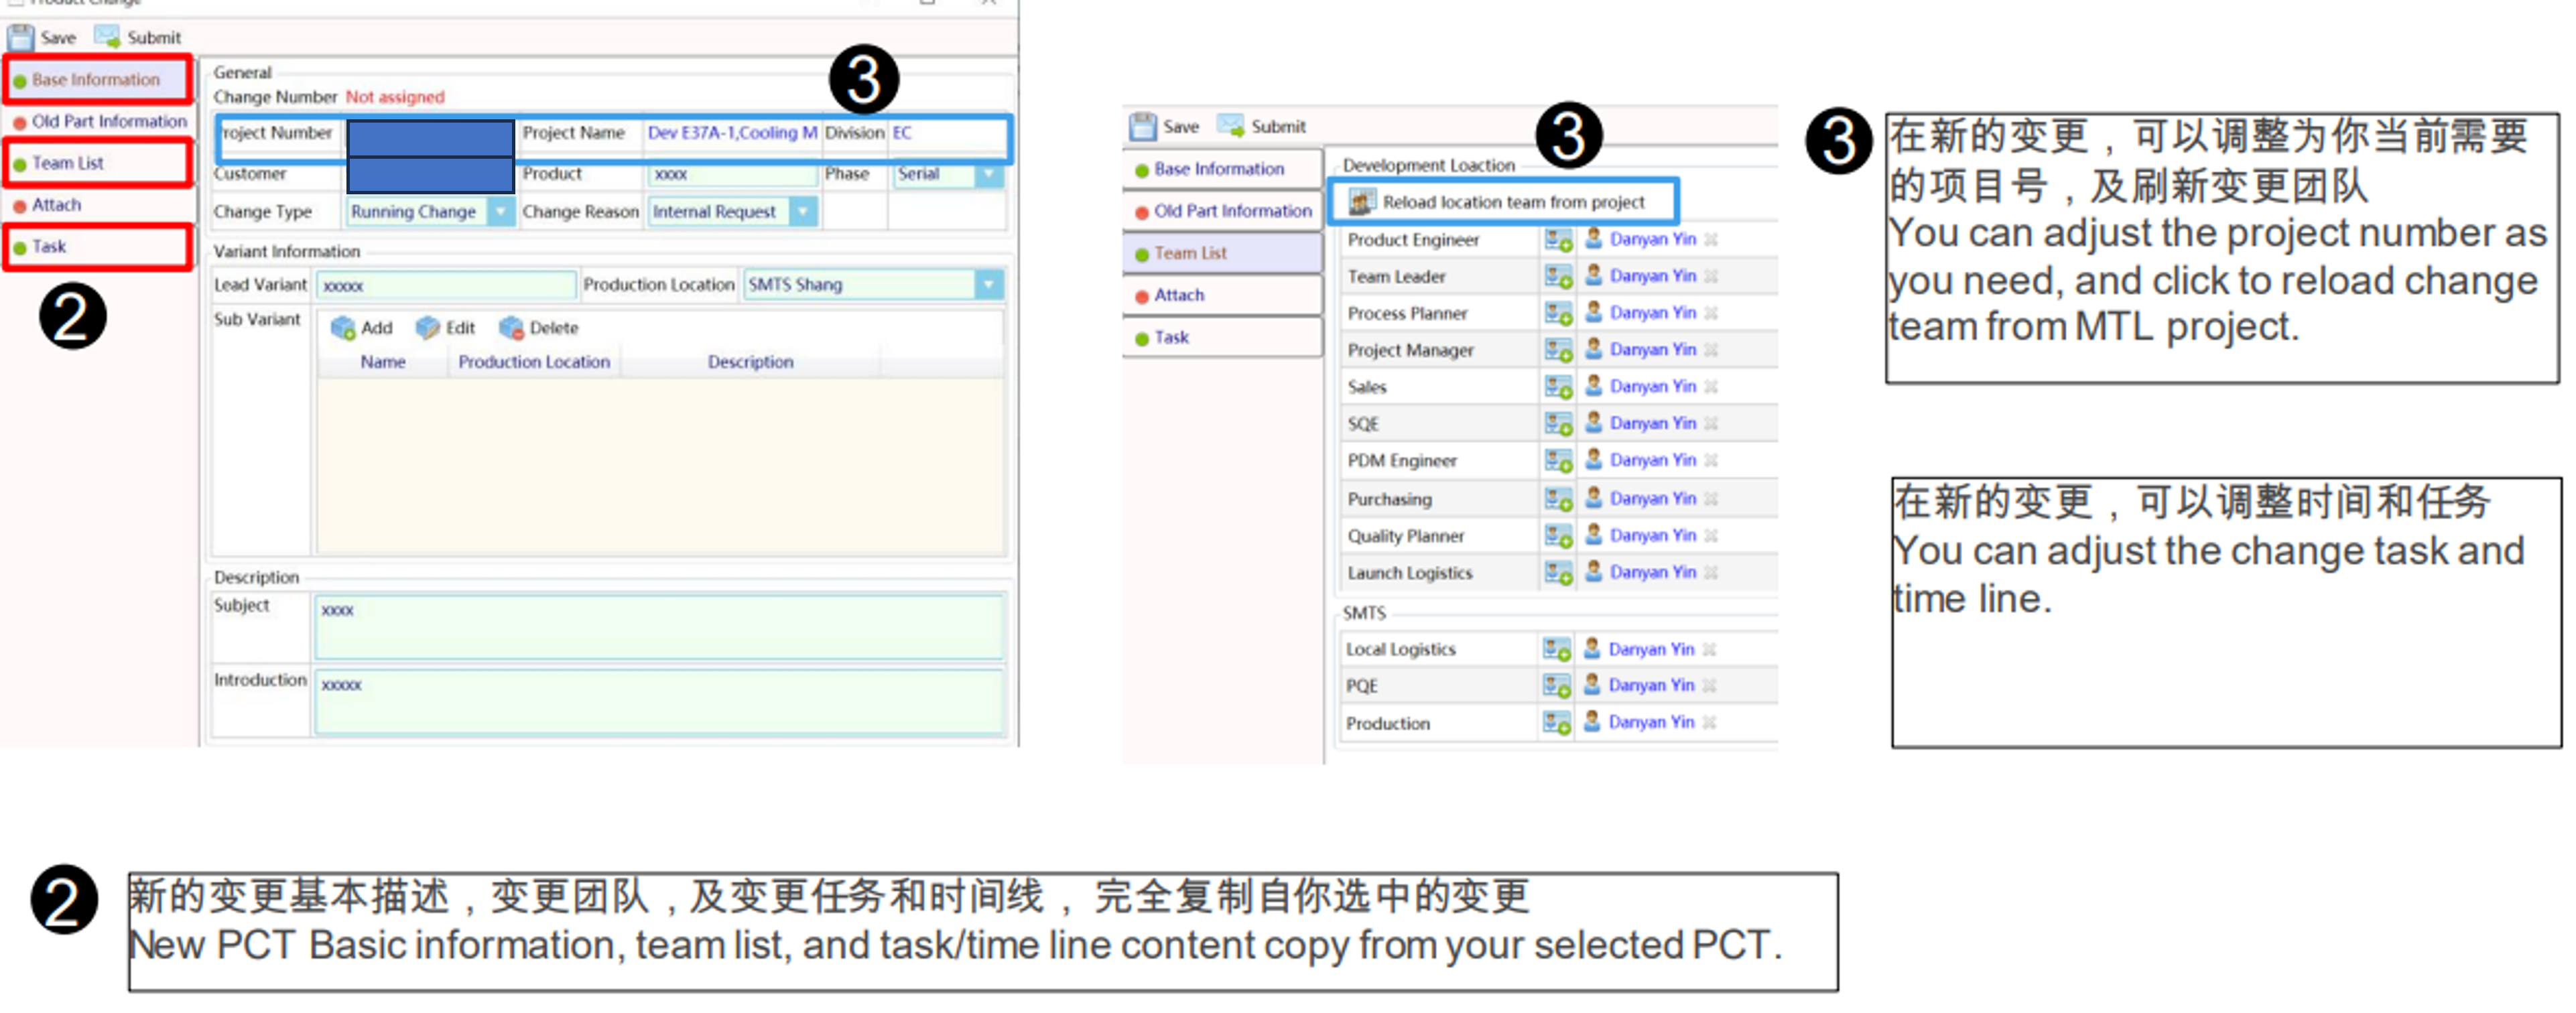 Product Change
Save Submit
Base Information
Old Part Information
Team List
Attach
Task
2
General
3
Change Number Not assigned
Project Number Project Name Dev E37A-1,Cooling M Division EC
Customer Product xxxx Phase Serial
Change Type Running Change Change Reason Internal Request
Variant Information
Lead Variant xxxxx Production Location SMTS Shang
Sub Variant Add Edit Delete
Name Production Location Description
Description
Subject xxxx
Introduction xxxxx
Save Submit
3
Base Information
Old Part Information
Team List
Attach
Task
Development Loaction
Reload location team from project
Product Engineer Danyan Yin
Team Leader Danyan Yin
Process Planner Danyan Yin
Project Manager Danyan Yin
Sales Danyan Yin
SQE Danyan Yin
PDM Engineer Danyan Yin
Purchasing Danyan Yin
Quality Planner Danyan Yin
Launch Logistics Danyan Yin
SMTS
Local Logistics Danyan Yin
PQE Danyan Yin
Production Danyan Yin
3
在新的变更，可以调整为你当前需要
的项目号，及刷新变更团队
You can adjust the project number as
you need, and click to reload change
team from MTL project.
在新的变更，可以调整时间和任务
You can adjust the change task and
time line.
2
新的变更基本描述，变更团队，及变更任务和时间线， 完全复制自你选中的变更
New PCT Basic information, team list, and task/time line content copy from your selected PCT.